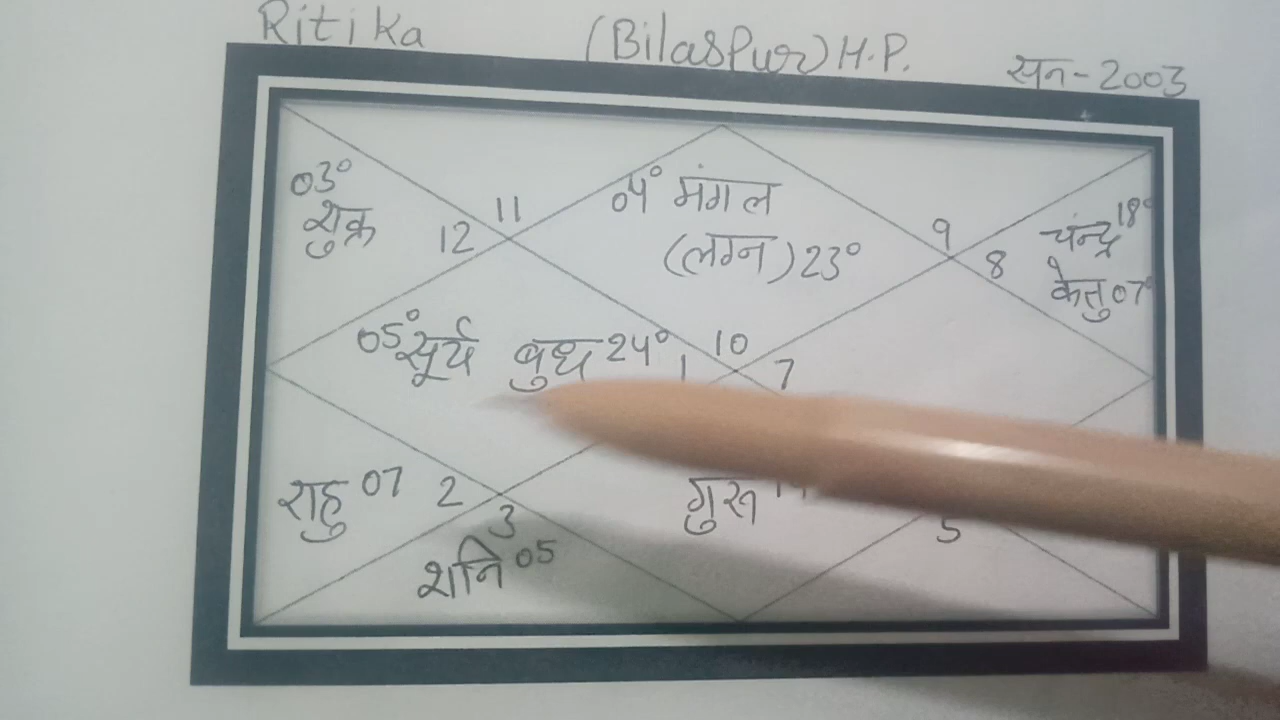 Ritika (Bilaspur) H.P. सन-2003
03° शुक्र
12 11
04° मंगल
(लग्न) 23°
9
8
चंन्द्र 18°
केतु 07°
05° सूर्य बुध 24°
1 10 7
राहु 07 2
3
शनि 05
गुरू
5